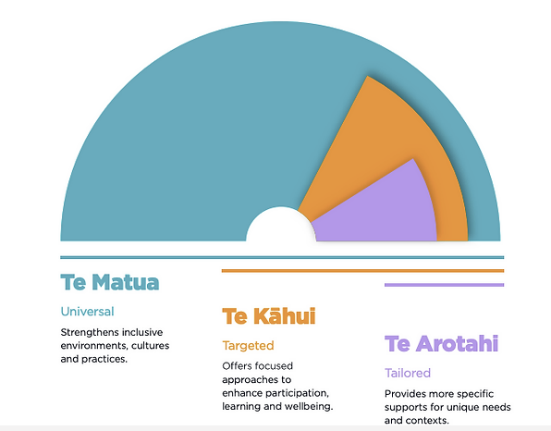 Te Matua
Universal
Strengthens inclusive
environments, cultures
and practices.
Te Kāhui
Targeted
Offers focused
approaches to
enhance participation,
learning and wellbeing.
Te Arotahi
Tailored
Provides more specific
supports for unique needs
and contexts.